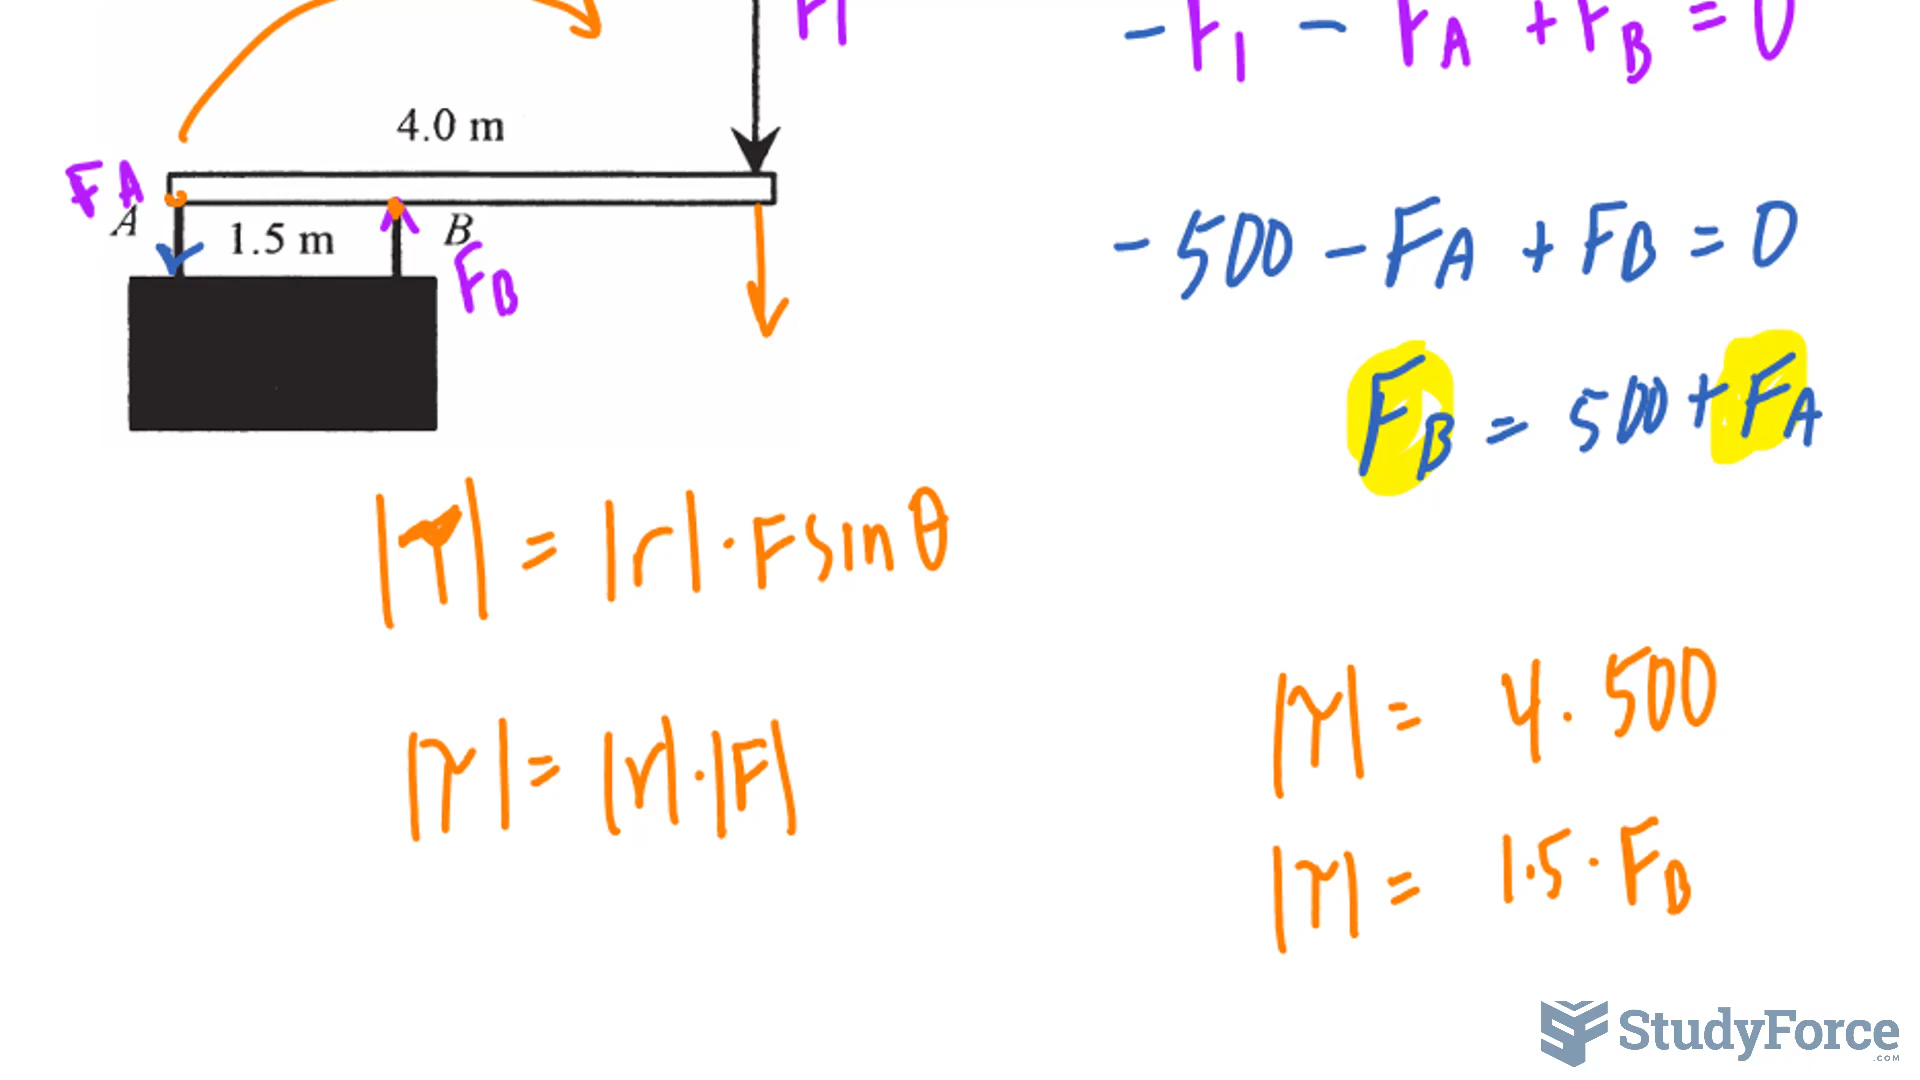 F1
-F1 - FA + FB = 0
4.0 m
FA
A
1.5 m
B
FB
-500 - FA + FB = 0
FB = 500 + FA
|τ| = |r| · F sin θ
|τ| = 4 · 500
|τ| = |r| · |F|
|τ| = 1.5 · FB
StudyForce
.COM